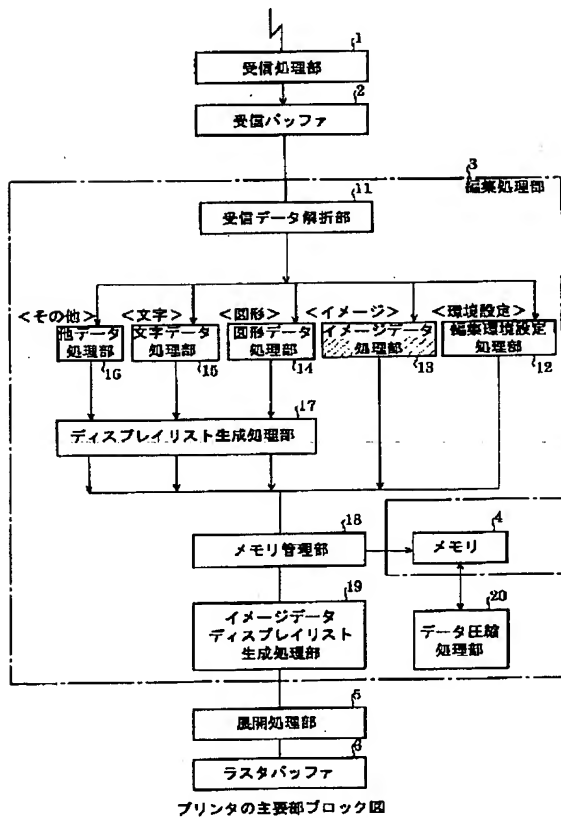 1
受信処理部
2
受信バッファ
3
編集処理部
11
受信データ解析部
<その他> <文字> <図形> <イメージ> <環境設定>
他データ 文字データ 図形データ イメージデータ 編集環境設定
処理部 処理部 処理部 処理部 処理部
16 15 14 13 12
17
ディスプレイリスト生成処理部
18 4
メモリ管理部 メモリ
19
イメージデータ
ディスプレイリスト
生成処理部
20
データ圧縮
処理部
5
展開処理部
6
ラスタバッファ
プリンタの主要部ブロック図